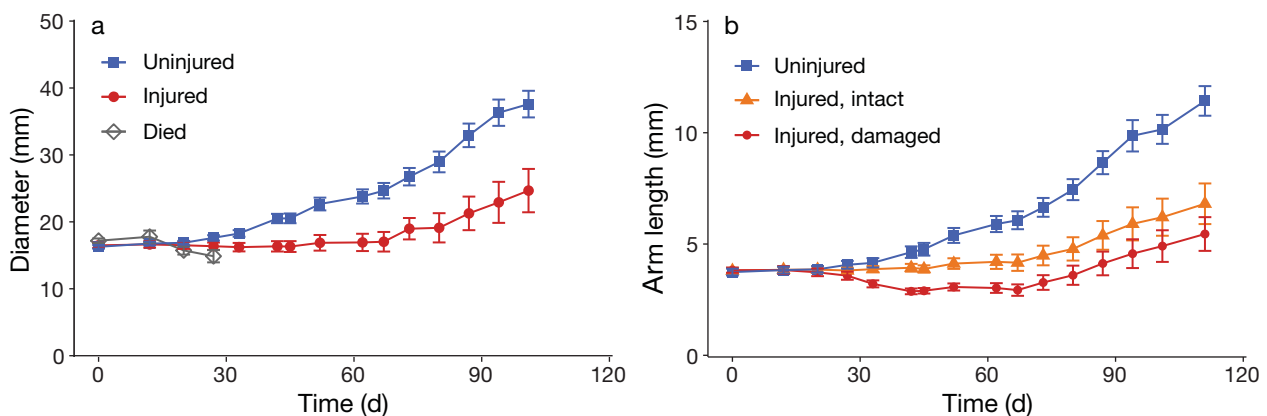 a
Uninjured
Injured
Died
Diameter (mm)
50
40
30
20
10
0
0 30 60 90 120
Time (d)
b
Uninjured
Injured, intact
Injured, damaged
Arm length (mm)
15
10
5
0
0 30 60 90 120
Time (d)